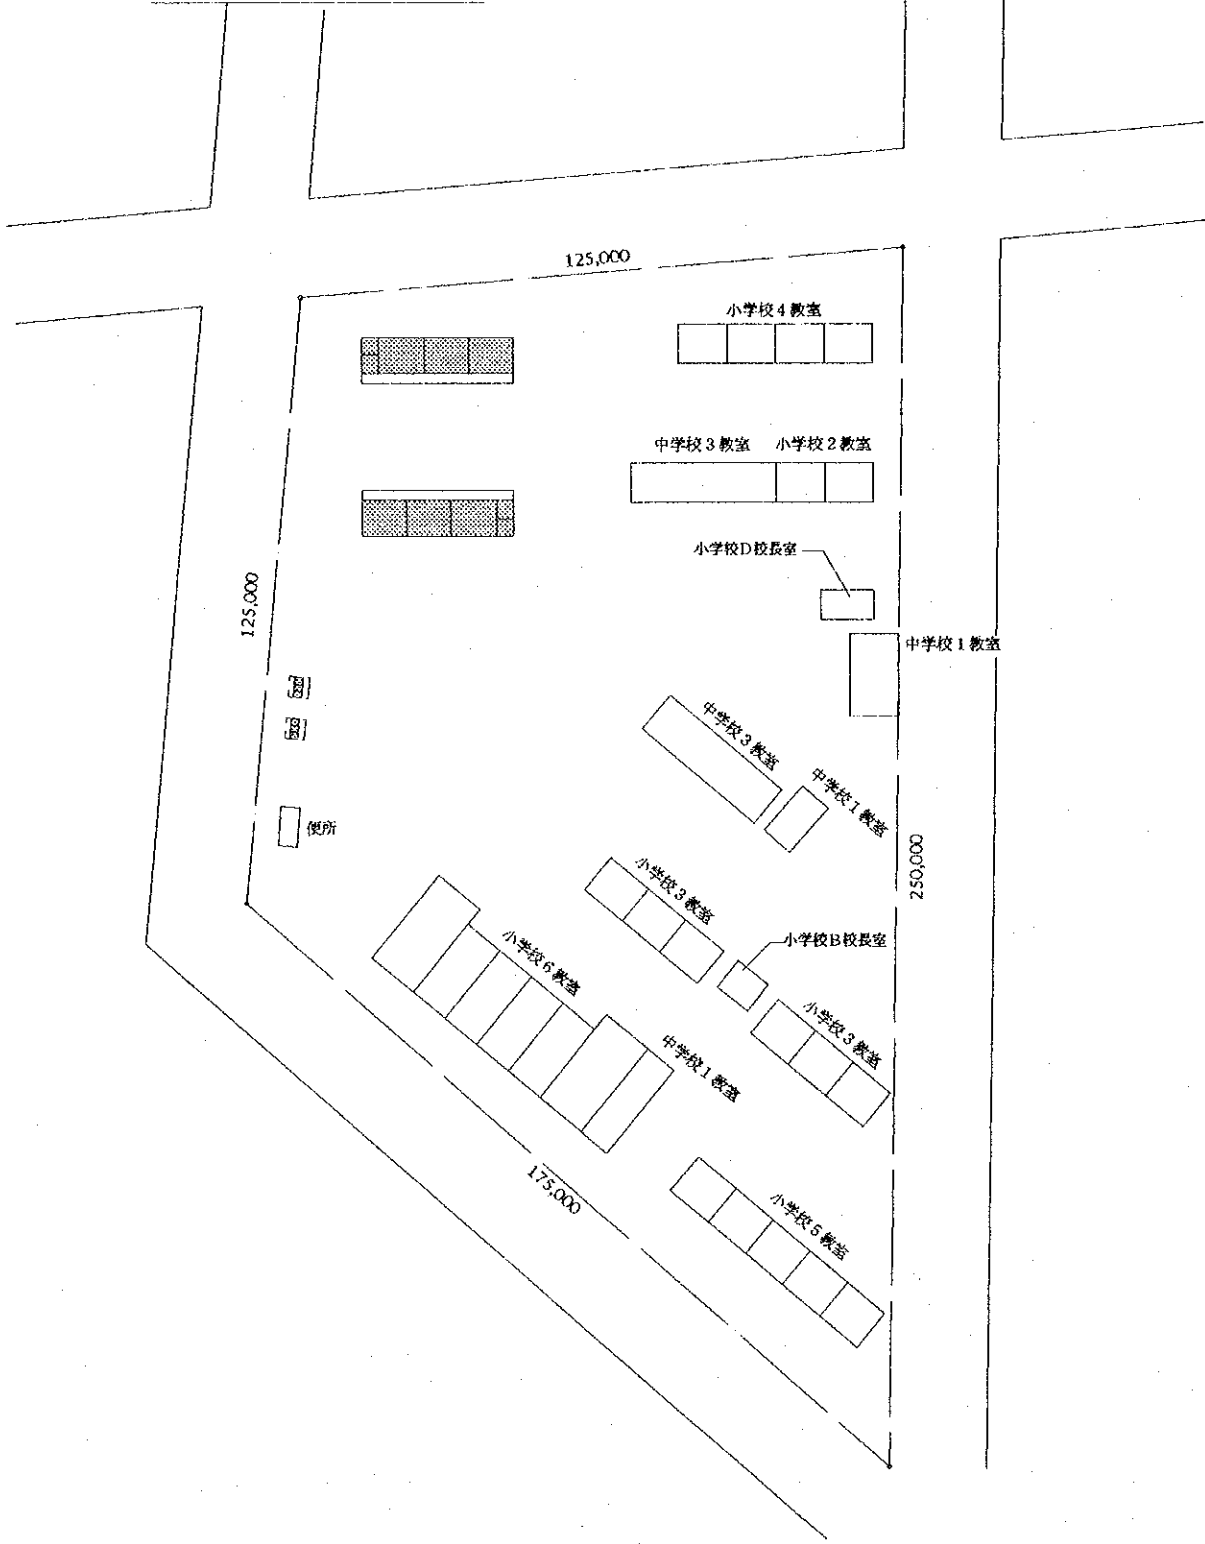 125,000
小学校4教室
中学校3教室
小学校2教室
小学校D校長室
125,000
中学校1教室
中学校3教室
中学校1教室
便所
250,000
小学校3教室
小学校B校長室
小学校6教室
小学校3教室
中学校1教室
175,000
小学校5教室